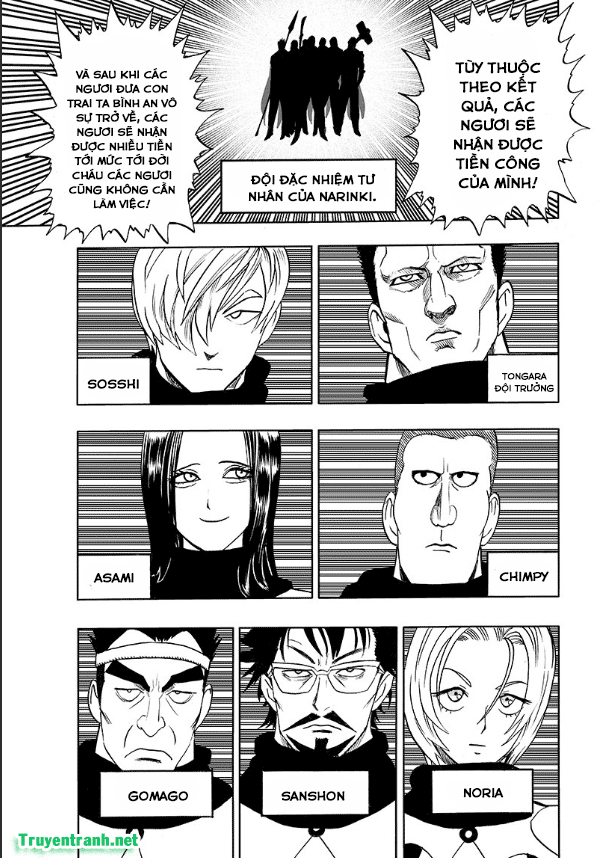 TÙY THUỘC
THEO KẾT
QUẢ, CÁC
NGƯƠI SẼ
NHẬN ĐƯỢC
TIỀN CÔNG
CỦA MÌNH!
VÀ SAU KHI CÁC
NGƯƠI ĐƯA CON
TRAI TA BÌNH AN VÔ
SỰ TRỞ VỀ, CÁC
NGƯƠI SẼ NHẬN
ĐƯỢC NHIỀU TIỀN
TỚI MỨC TỚI ĐỜI
CHÁU CÁC NGƯƠI
CŨNG KHÔNG CẦN
LÀM VIỆC!
ĐỘI ĐẶC NHIỆM TƯ
NHÂN CỦA NARINKI.
TONGARA
ĐỘI TRƯỞNG
SOSSHI
CHIMPY
ASAMI
NORIA
SANSHON
GOMAGO
Truyentranh.net